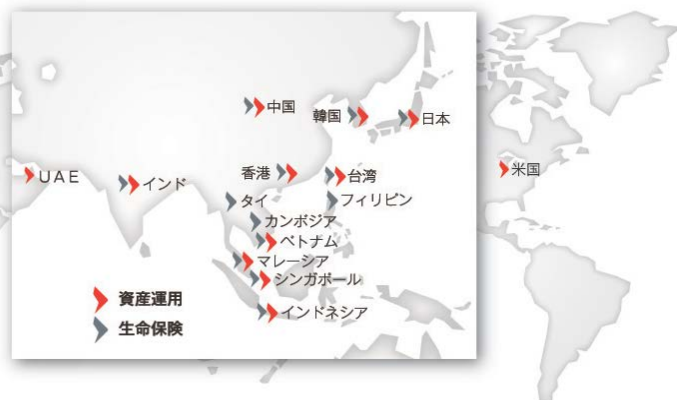 中国
韓国
日本
UAE
インド
香港
台湾
米国
タイ
フィリピン
カンボジア
ベトナム
マレーシア
シンガポール
インドネシア
資産運用
生命保険